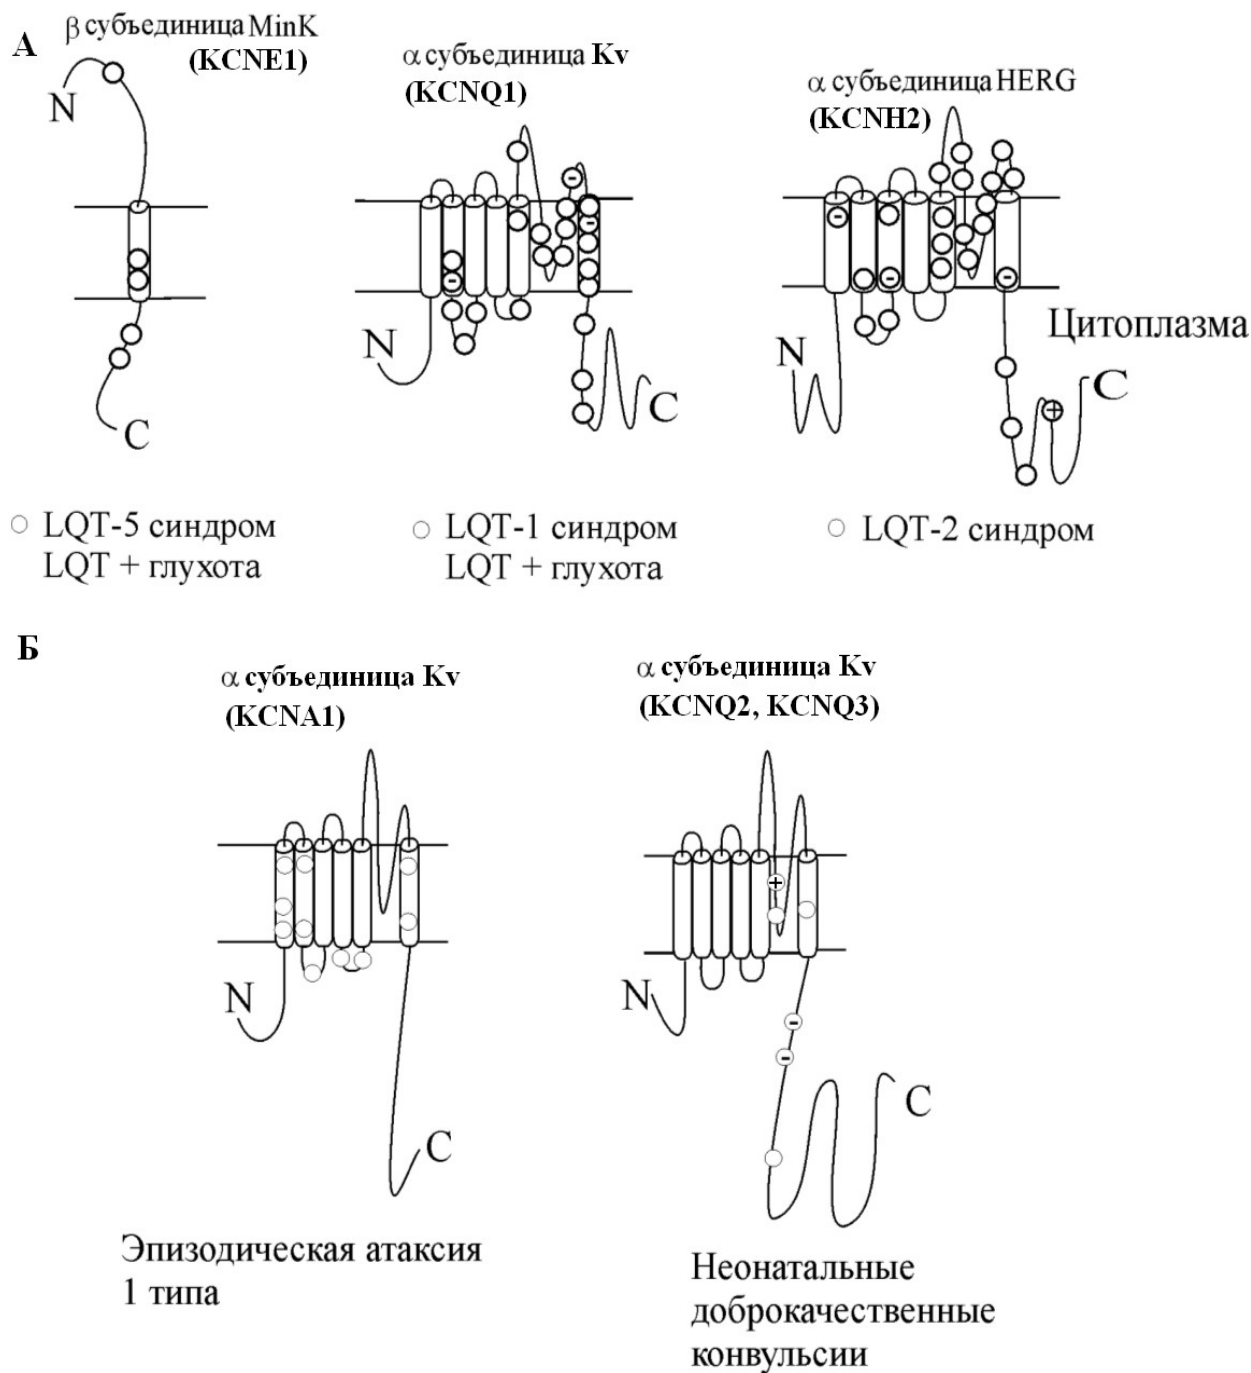 А
β субъединица MinK
(KCNE1)
α субъединица Kv
(KCNQ1)
α субъединица HERG
(KCNH2)
N
C
N
C
N
C
Цитоплазма
LQT-5 синдром
LQT + глухота
LQT-1 синдром
LQT + глухота
LQT-2 синдром
Б
α субъединица Kv
(KCNA1)
α субъединица Kv
(KCNQ2, KCNQ3)
N
C
N
C
Эпизодическая атаксия
1 типа
Неонатальные
доброкачественные
конвульсии